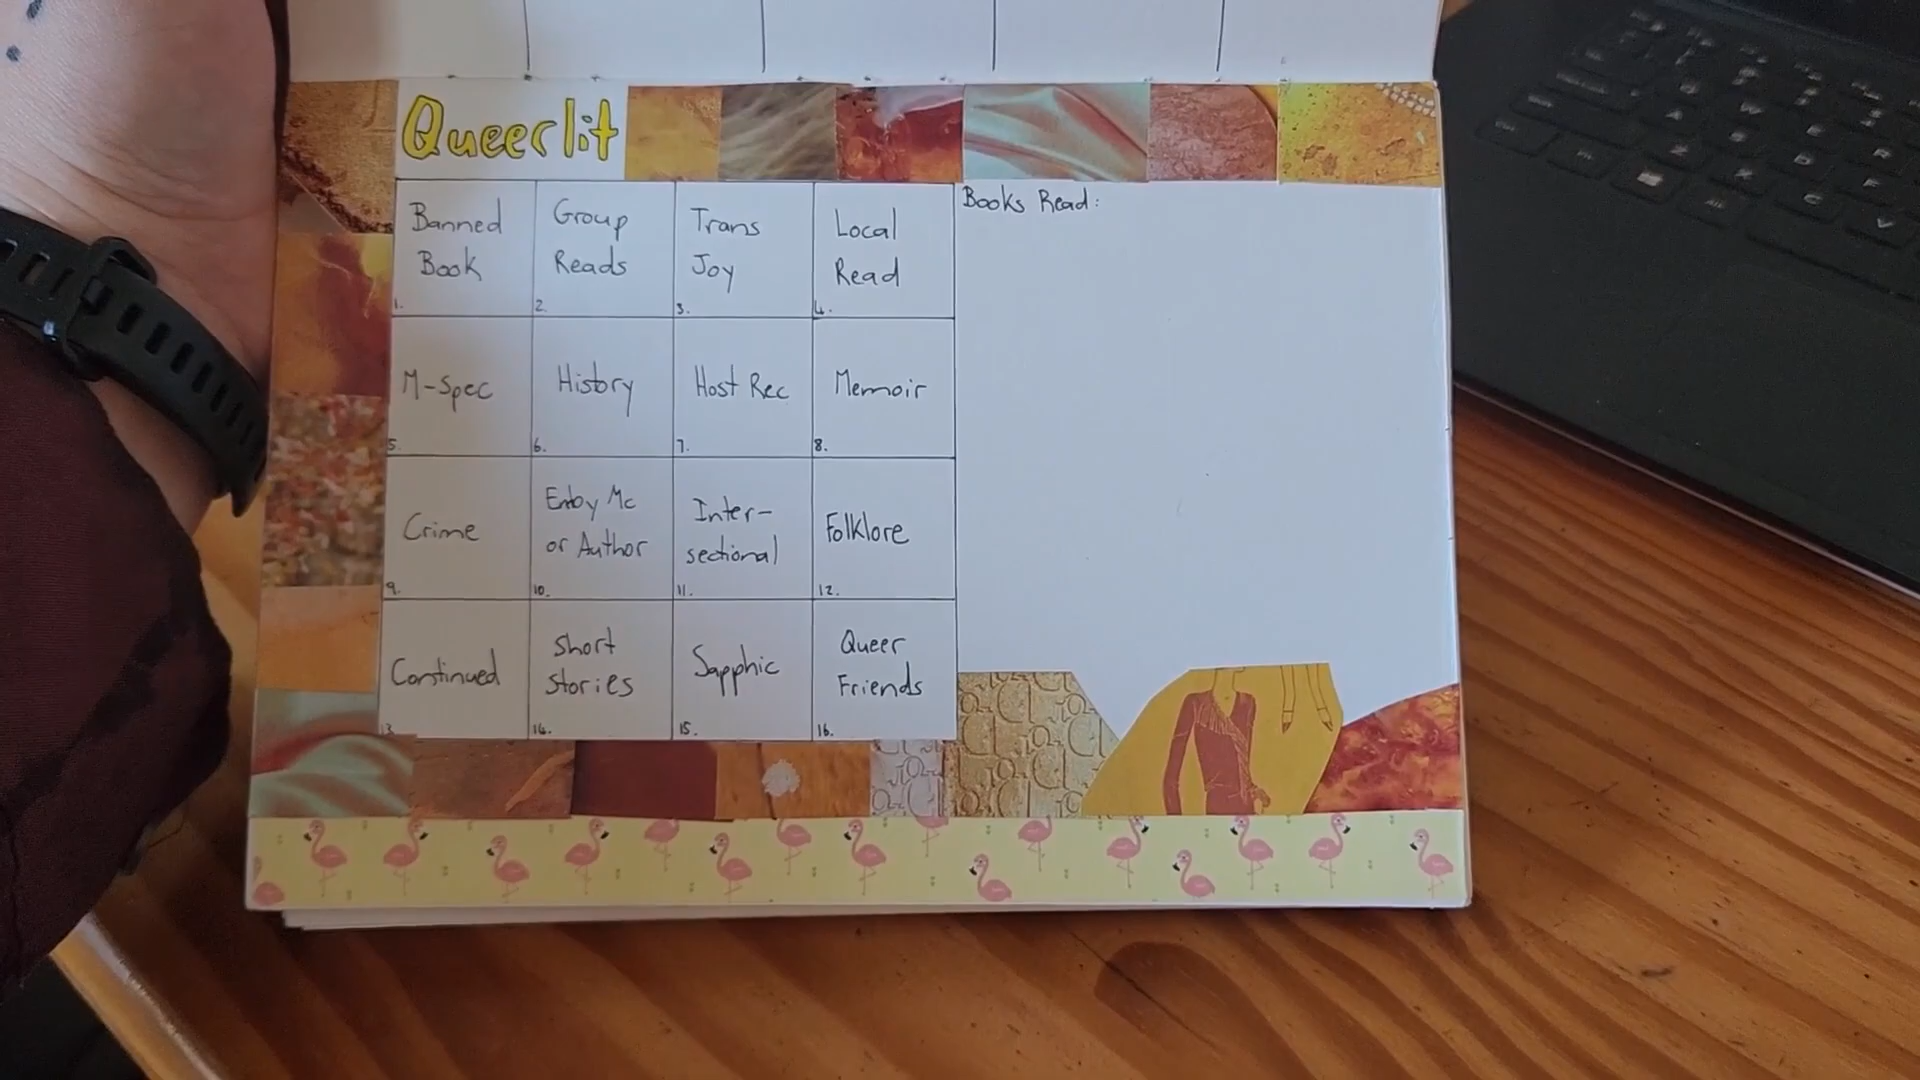 Queerlit
Books Read:
Banned
Book
1.
Group
Reads
2.
Trans
Joy
3.
Local
Read
4.
M-Spec
5.
History
6.
Host Rec
7.
Memoir
8.
Crime
9.
Enby Mc
or Author
10.
Inter-
sectional
11.
Folklore
12.
Continued
13.
Short
Stories
14.
Sapphic
15.
Queer
Friends
16.